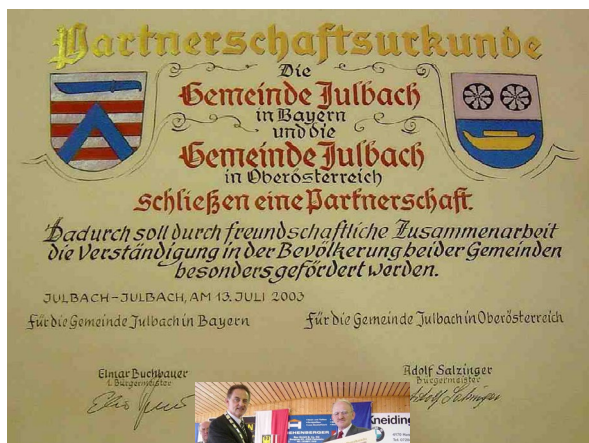 Partnerschaftsurkunde
Die
Gemeinde Julbach
in Bayern
und die
Gemeinde Julbach
in Oberösterreich
schließen eine Partnerschaft.
Dadurch soll durch freundschaftliche Zusammenarbeit
die Verständigung in der Bevölkerung beider Gemeinden
besonders gefördert werden.
JULBACH-JULBACH, AM 13. JULI 2003
Für die Gemeinde Julbach in Bayern
Für die Gemeinde Julbach in Oberösterreich
Elmar Buchbauer
1. Bürgermeister
Adolf Salzinger
Bürgermeister
Adolf Salzinger